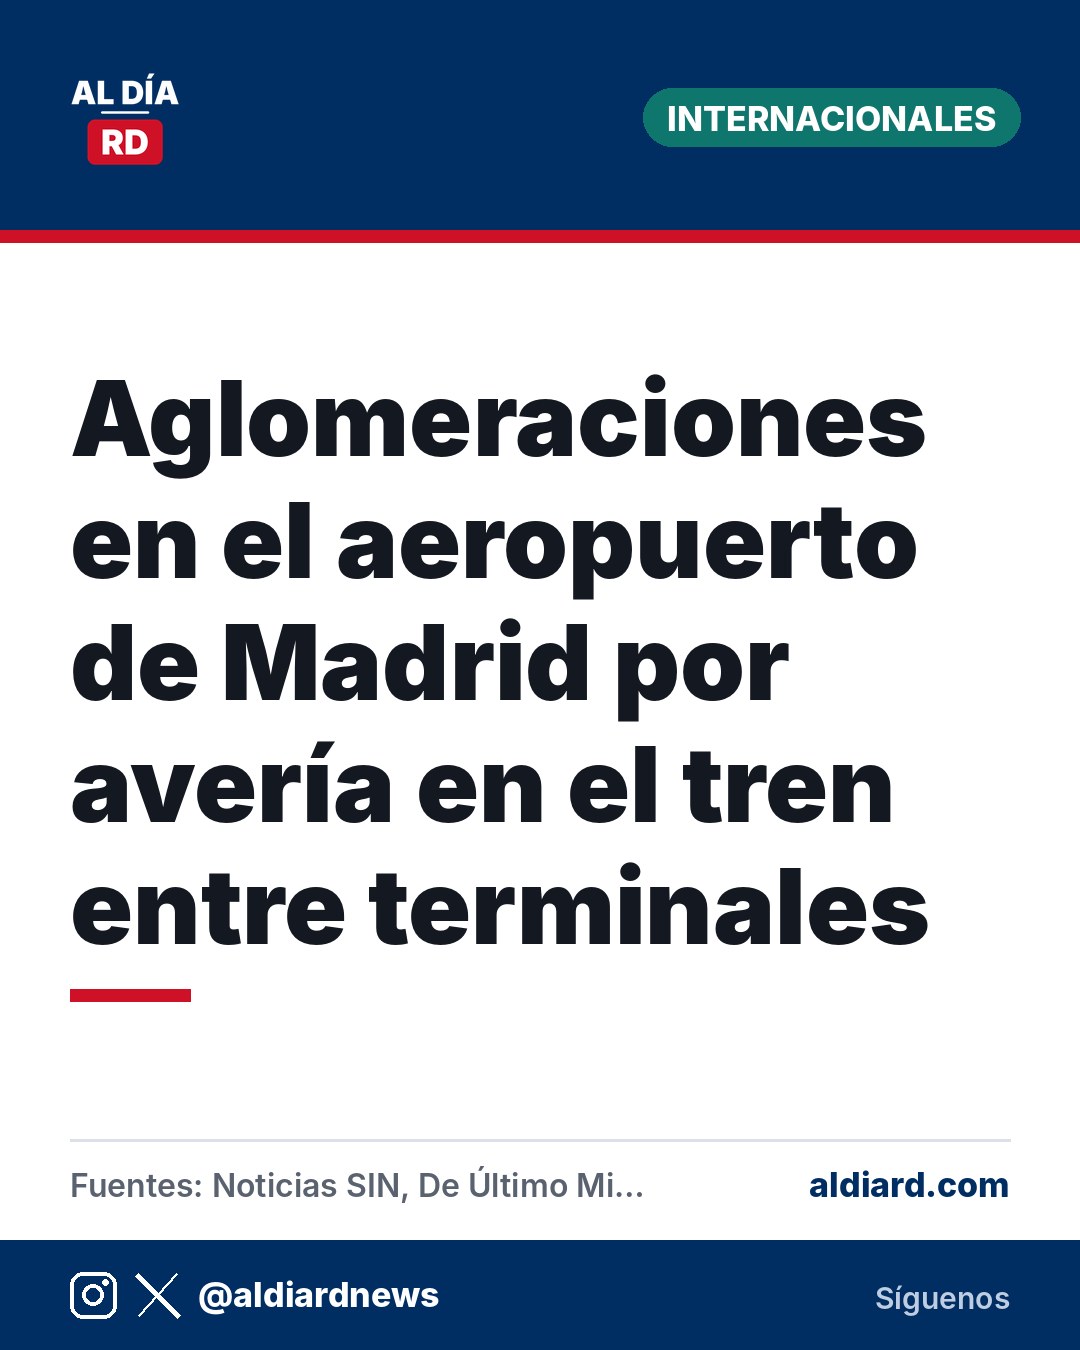 AL DÍA
RD
INTERNACIONALES
Aglomeraciones
en el aeropuerto
de Madrid por
avería en el tren
entre terminales
Fuentes: Noticias SIN, De Último Mi...
aldiard.com
@aldiardnews
Síguenos